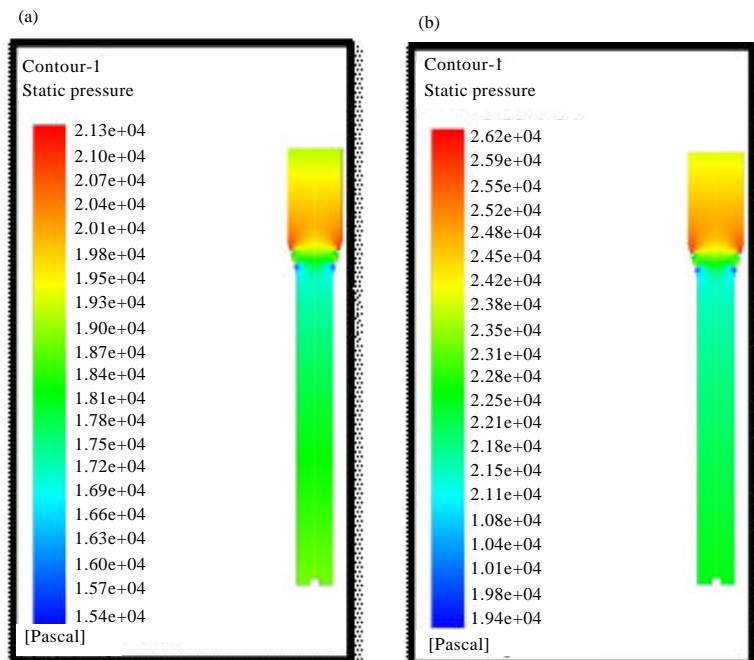 (a)
Contour-1
Static pressure
2.13e+04
2.10e+04
2.07e+04
2.04e+04
2.01e+04
1.98e+04
1.95e+04
1.93e+04
1.90e+04
1.87e+04
1.84e+04
1.81e+04
1.78e+04
1.75e+04
1.72e+04
1.69e+04
1.66e+04
1.63e+04
1.60e+04
1.57e+04
1.54e+04
[Pascal]
(b)
Contour-1
Static pressure
2.62e+04
2.59e+04
2.55e+04
2.52e+04
2.48e+04
2.45e+04
2.42e+04
2.38e+04
2.35e+04
2.31e+04
2.28e+04
2.25e+04
2.21e+04
2.18e+04
2.15e+04
2.11e+04
1.08e+04
1.04e+04
1.01e+04
1.98e+04
1.94e+04
[Pascal]